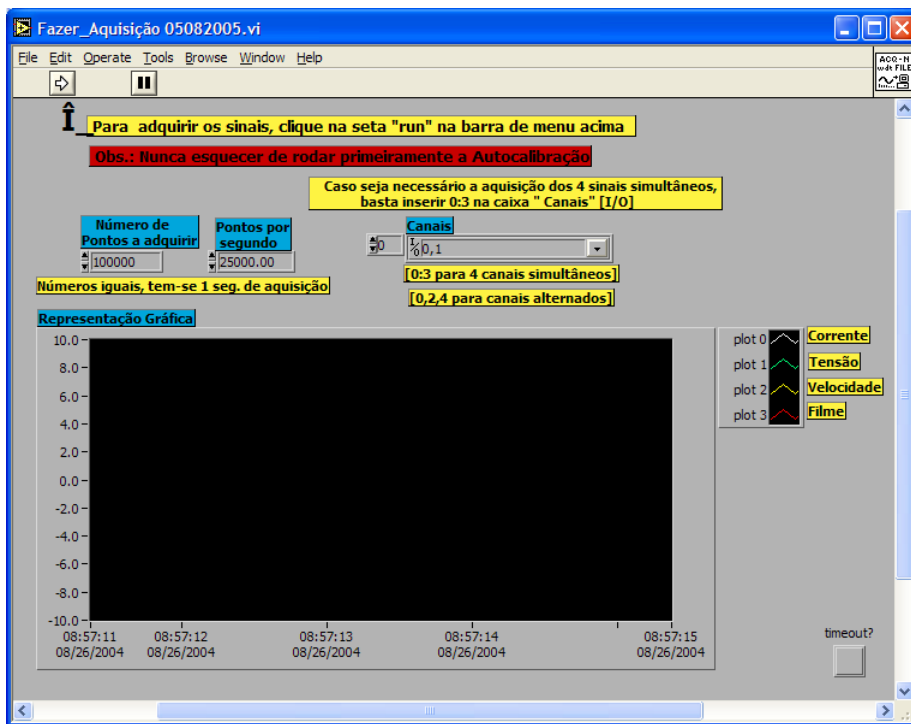 Fazer_Aquisição 05082005.vi
File Edit Operate Tools Browse Window Help
ACQ-N
wdt FILE
Î_Para adquirir os sinais, clique na seta "run" na barra de menu acima
Obs.: Nunca esquecer de rodar primeiramente a Autocalibração
Caso seja necessário a aquisição dos 4 sinais simultâneos,
basta inserir 0:3 na caixa " Canais" [I/O]
Número de
Pontos a adquirir
100000
Pontos por
segundo
25000.00
Canais
0
I/O 0,1
[0:3 para 4 canais simultâneos]
[0,2,4 para canais alternados]
Números iguais, tem-se 1 seg. de aquisição
Representação Gráfica
10.0
8.0
6.0
4.0
2.0
0.0
-2.0
-4.0
-6.0
-8.0
-10.0
08:57:11 08:57:12 08:57:13 08:57:14 08:57:15
08/26/2004 08/26/2004 08/26/2004 08/26/2004 08/26/2004
plot 0 Corrente
plot 1 Tensão
plot 2 Velocidade
plot 3 Filme
timeout?